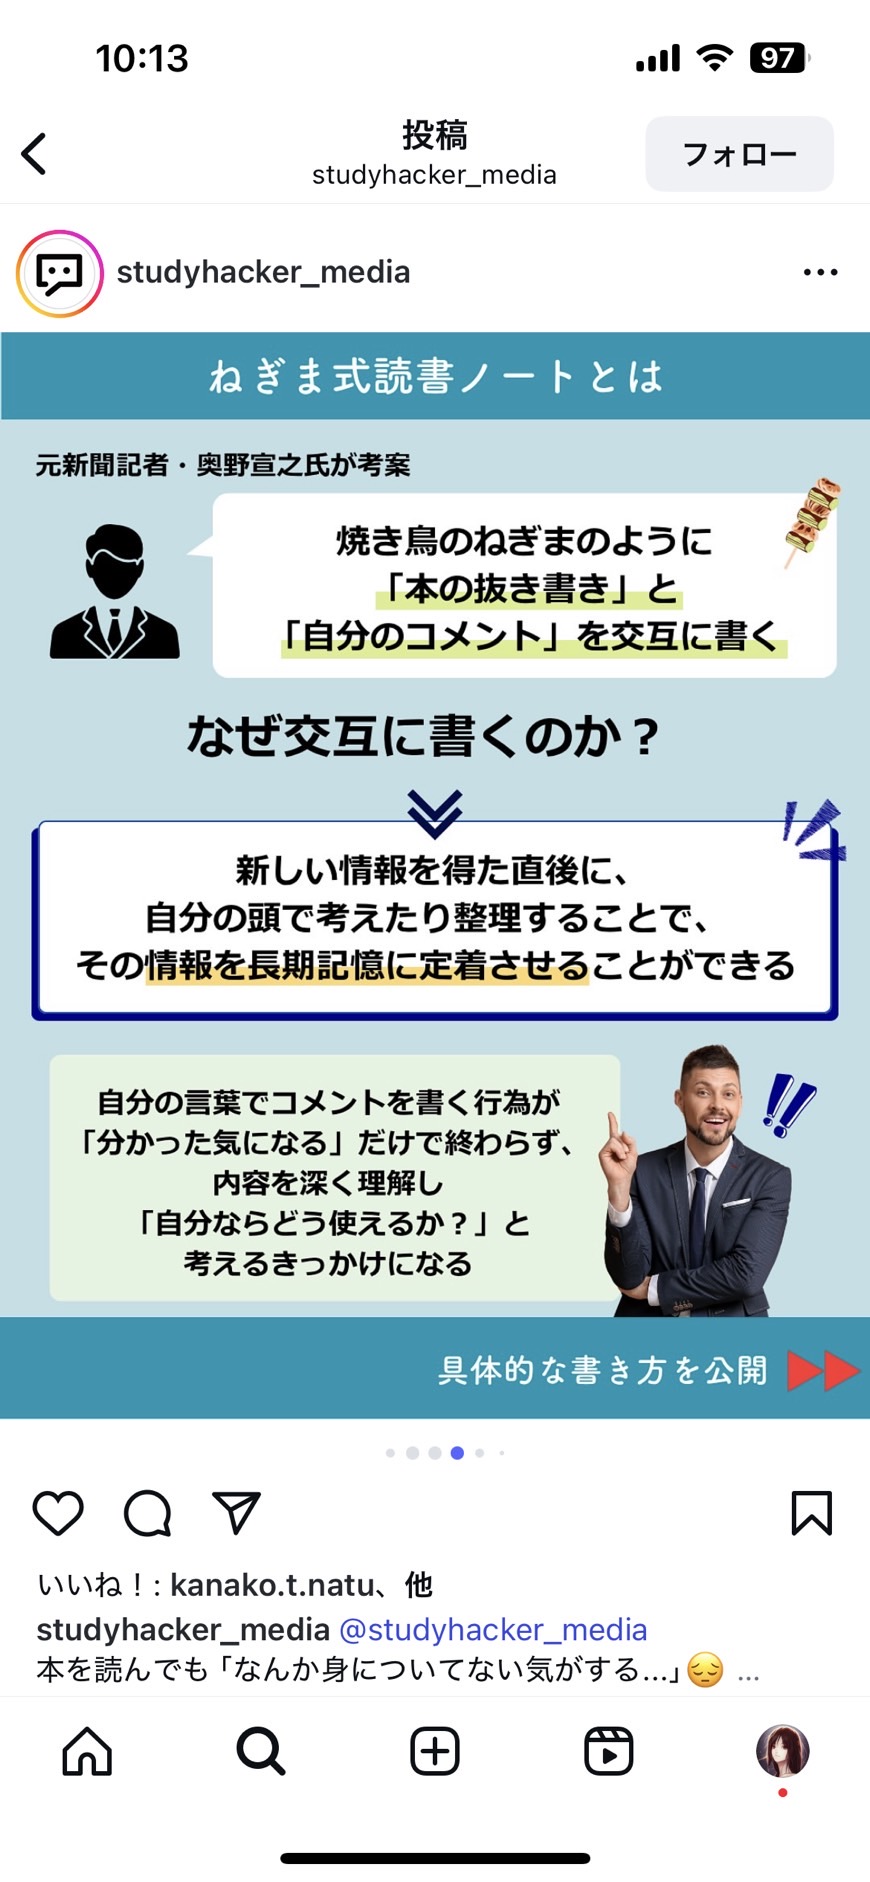 10:13
97
投稿
studyhacker_media
フォロー
studyhacker_media
ねぎま式読書ノートとは
元新聞記者・奥野宣之氏が考案
焼き鳥のねぎまのように
「本の抜き書き」と
「自分のコメント」を交互に書く
なぜ交互に書くのか？
新しい情報を得た直後に、
自分の頭で考えたり整理することで、
その情報を長期記憶に定着させることができる
自分の言葉でコメントを書く行為が
「分かった気になる」だけで終わらず、
内容を深く理解し
「自分ならどう使えるか？」と
考えるきっかけになる
具体的な書き方を公開
いいね！: kanako.t.natu、他
studyhacker_media @studyhacker_media
本を読んでも「なんか身についてない気がする...」😔 ...